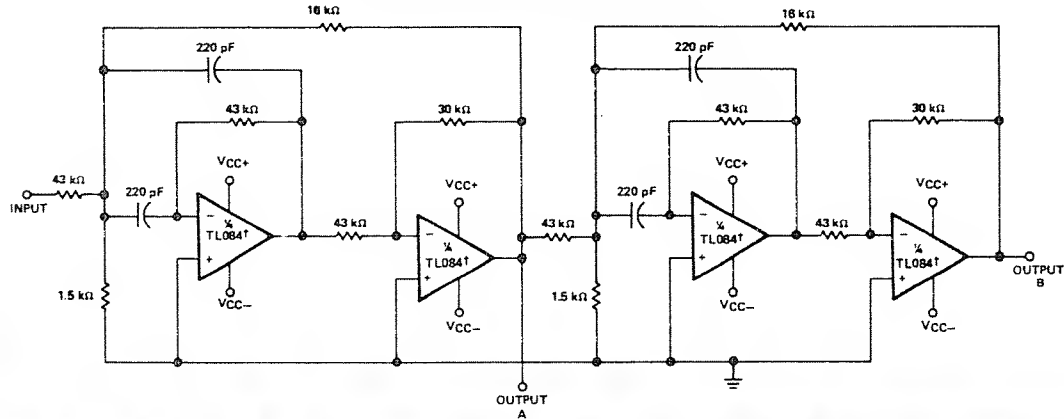 16 kΩ
220 pF
43 kΩ
30 kΩ
43 kΩ
INPUT
220 pF
VCC+
−
¼
TL084†
+
VCC−
1.5 kΩ
43 kΩ
VCC+
−
¼
TL084†
+
VCC−
OUTPUT
A
16 kΩ
220 pF
43 kΩ
30 kΩ
43 kΩ
220 pF
VCC+
−
¼
TL084†
+
VCC−
1.5 kΩ
43 kΩ
VCC+
−
¼
TL084†
+
VCC−
OUTPUT
B